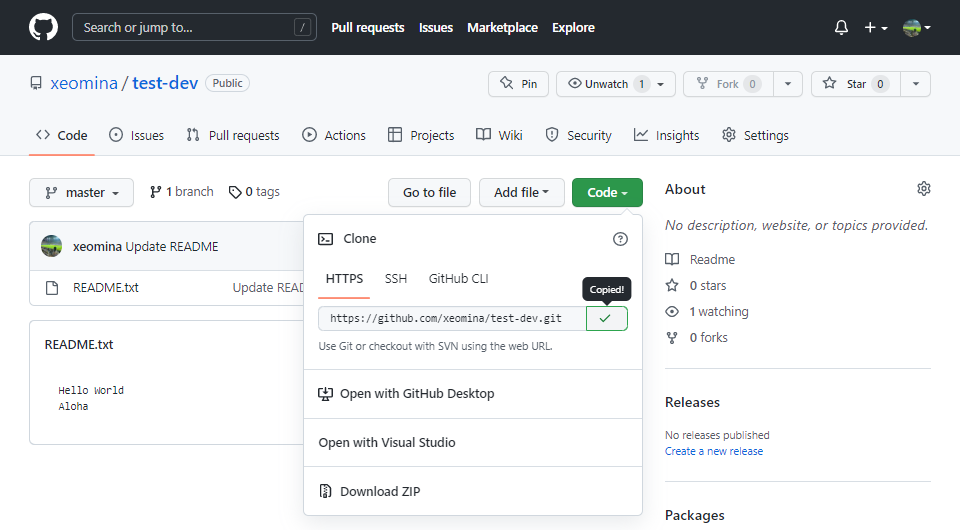 Search or jump to... / Pull requests Issues Marketplace Explore
xeomina / test-dev Public Pin Unwatch 1 Fork 0 Star 0
Code Issues Pull requests Actions Projects Wiki Security Insights Settings
master 1 branch 0 tags Go to file Add file Code
xeomina Update README
README.txt Update READ
README.txt
Hello World
Aloha
Clone
HTTPS SSH GitHub CLI
Copied!
https://github.com/xeomina/test-dev.git
Use Git or checkout with SVN using the web URL.
Open with GitHub Desktop
Open with Visual Studio
Download ZIP
About
No description, website, or topics provided.
Readme
0 stars
1 watching
0 forks
Releases
No releases published
Create a new release
Packages